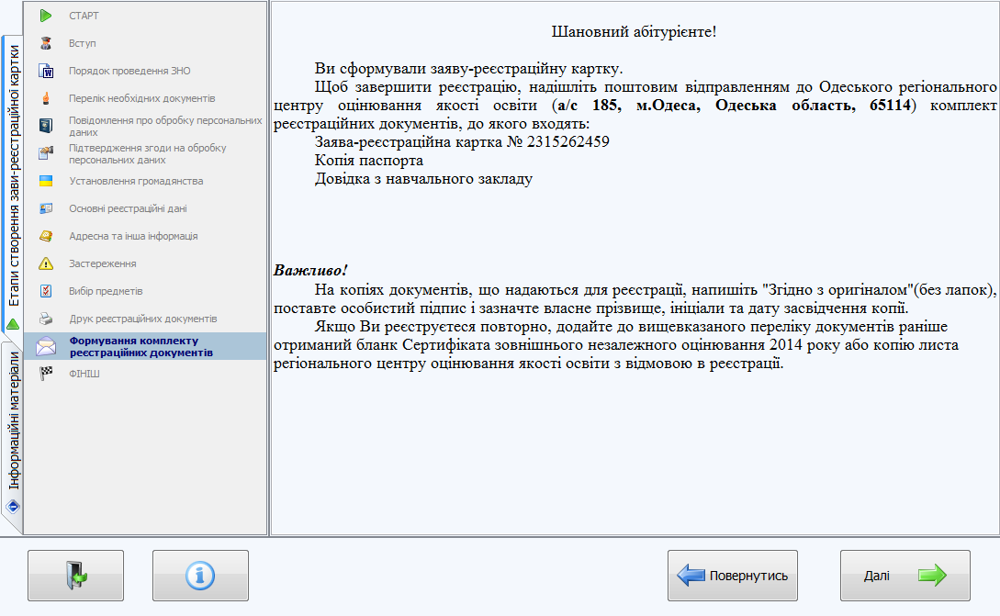 Етапи створення зави-реєстраційної картки
Інформаційні матеріали
СТАРТ
Вступ
Порядок проведення ЗНО
Перелік необхідних документів
Повідомлення про обробку персональних
даних
Підтвердження згоди на обробку
персональних даних
Установлення громадянства
Основні реєстраційні дані
Адресна та інша інформація
Застереження
Вибір предметів
Друк реєстраційних документів
Формування комплекту
реєстраційних документів
ФІНІШ
Шановний абітурієнте!
Ви сформували заяву-реєстраційну картку.
Щоб завершити реєстрацію, надішліть поштовим відправленням до Одеського регіонального
центру оцінювання якості освіти (а/с 185, м.Одеса, Одеська область, 65114) комплект
реєстраційних документів, до якого входять:
Заява-реєстраційна картка № 2315262459
Копія паспорта
Довідка з навчального закладу
Важливо!
На копіях документів, що надаються для реєстрації, напишіть "Згідно з оригіналом"(без лапок),
поставте особистий підпис і зазначте власне прізвище, ініціали та дату засвідчення копії.
Якщо Ви реєструєтеся повторно, додайте до вищевказаного переліку документів раніше
отриманий бланк Сертифіката зовнішнього незалежного оцінювання 2014 року або копію листа
регіонального центру оцінювання якості освіти з відмовою в реєстрації.
Повернутись
Далі